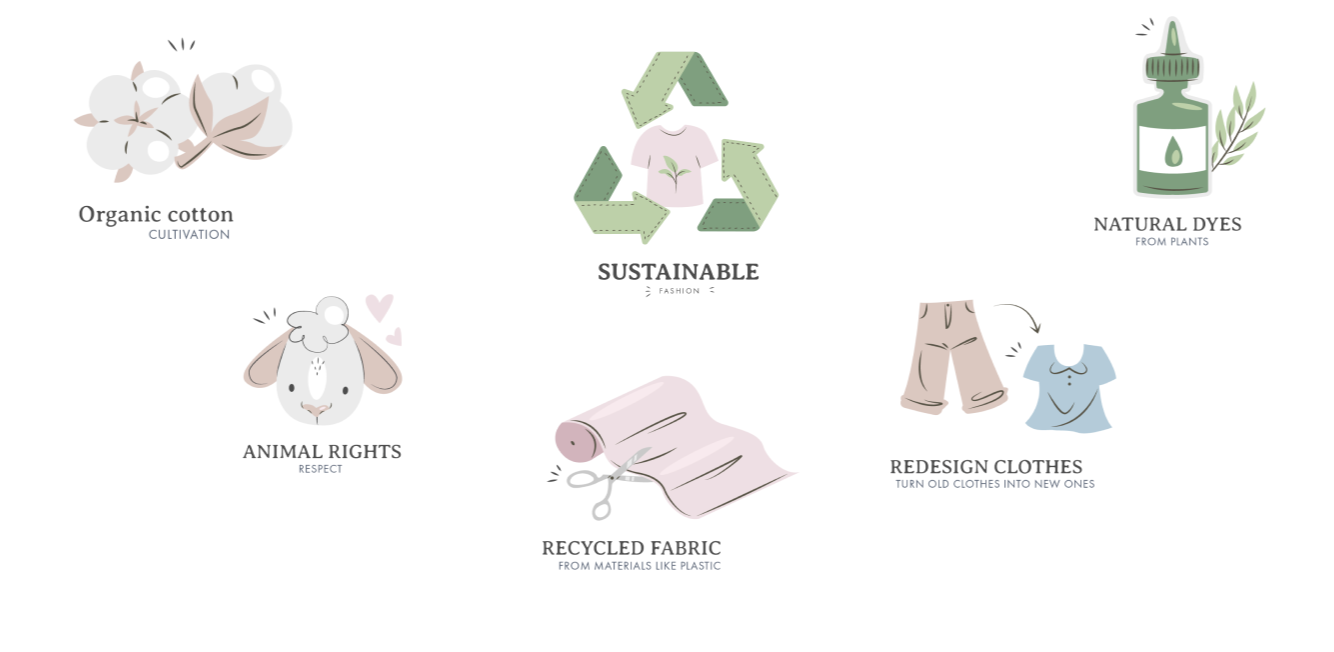 Organic cotton
CULTIVATION
SUSTAINABLE
FASHION
NATURAL DYES
FROM PLANTS
ANIMAL RIGHTS
RESPECT
RECYCLED FABRIC
FROM MATERIALS LIKE PLASTIC
REDESIGN CLOTHES
TURN OLD CLOTHES INTO NEW ONES